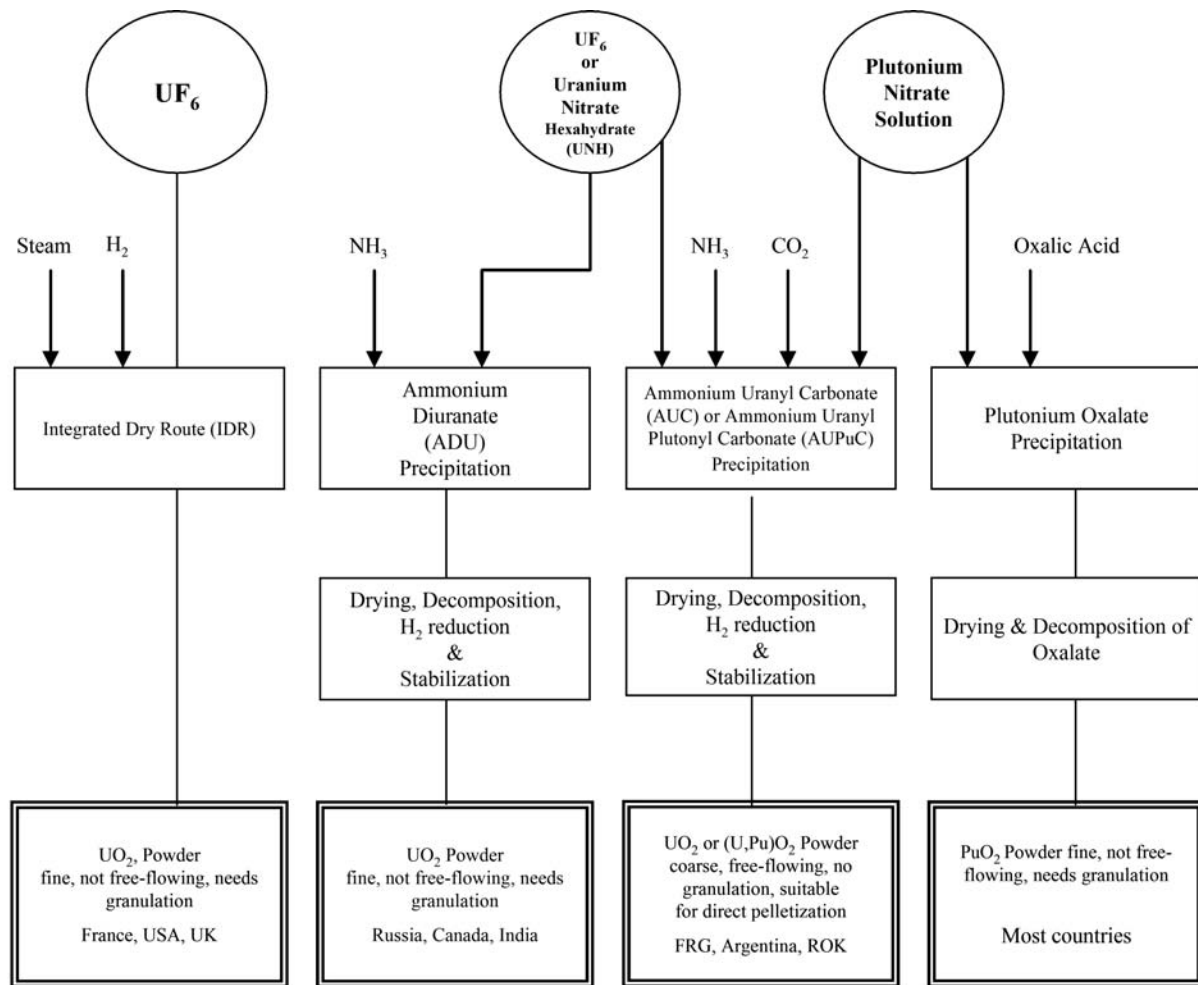 UF₆
UF₆
or
Uranium
Nitrate
Hexahydrate
(UNH)
Plutonium
Nitrate
Solution
Steam
H₂
NH₃
NH₃
CO₂
Oxalic Acid
Integrated Dry Route (IDR)
Ammonium
Diuranate
(ADU)
Precipitation
Ammonium Uranyl Carbonate
(AUC) or Ammonium Uranyl
Plutonyl Carbonate (AUPuC)
Precipitation
Plutonium Oxalate
Precipitation
Drying, Decomposition,
H₂ reduction
&
Stabilization
Drying, Decomposition,
H₂ reduction
&
Stabilization
Drying & Decomposition of
Oxalate
UO₂, Powder
fine, not free-flowing, needs
granulation
France, USA, UK
UO₂ Powder
fine, not free-flowing, needs
granulation
Russia, Canada, India
UO₂ or (U,Pu)O₂ Powder
coarse, free-flowing, no
granulation, suitable
for direct pelletization
FRG, Argentina, ROK
PuO₂ Powder fine, not free-
flowing, needs granulation
Most countries